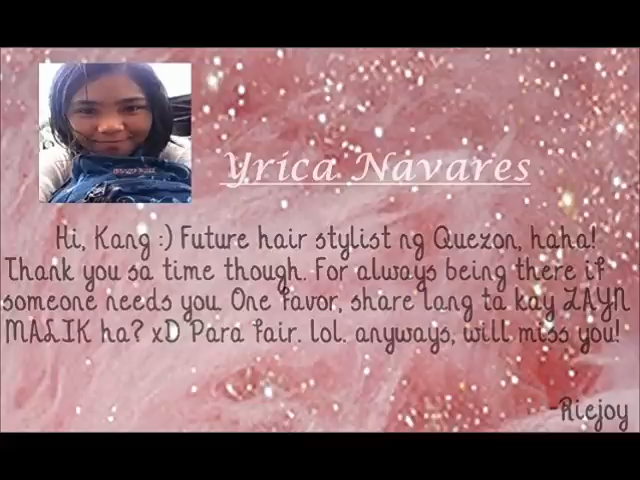 Yrica Navares
Hi, Kang :) Future hair stylist ng Quezon, haha!
Thank you sa time though. For always being there if
someone needs you. One favor, share lang ta kay ZAYN
MALIK ha? xD Para fair. lol. anyways, will miss you!
-Riejoy